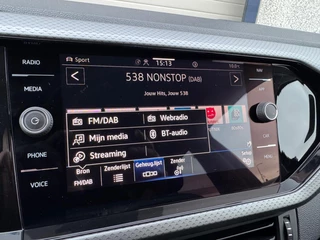 RADIO
MEDIA
PHONE
VOICE
Sport
15:13
538 NONSTOP (DAB)
Jouw Hits, Jouw 538
FM/DAB
Webradio
Mijn media
BT-audio
Streaming
Bron
FM/DAB
Zenderlijst
Geheug.lijst
Zender
NAV